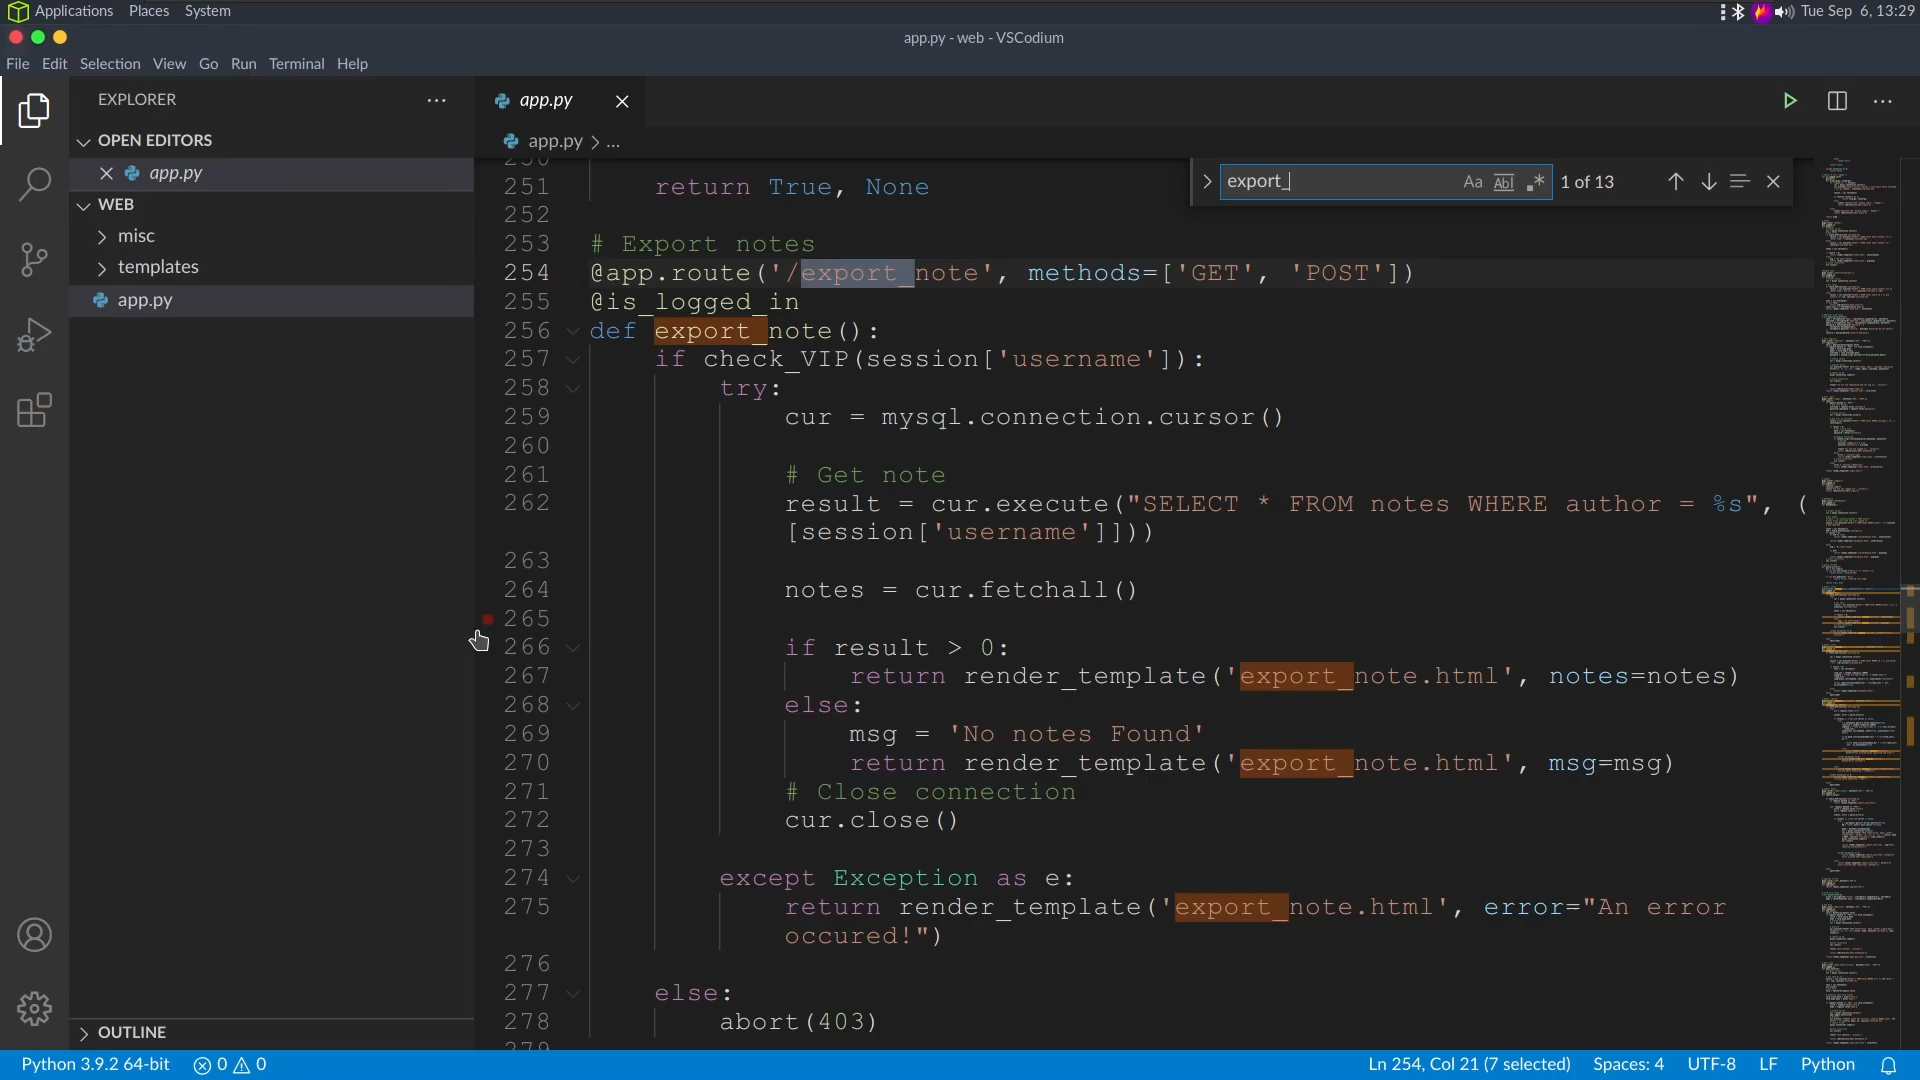 Applications Places System
Tue Sep 6, 13:29
app.py - web - VSCodium
File Edit Selection View Go Run Terminal Help
EXPLORER
OPEN EDITORS
app.py
WEB
misc
templates
app.py
OUTLINE
app.py
app.py > ...
export_
Aa Abl .* 1 of 13
251 return True, None
252
253 # Export notes
254 @app.route('/export_note', methods=['GET', 'POST'])
255 @is_logged_in
256 def export_note():
257 if check_VIP(session['username']):
258 try:
259 cur = mysql.connection.cursor()
260
261 # Get note
262 result = cur.execute("SELECT * FROM notes WHERE author = %s", (
[session['username']]))
263
264 notes = cur.fetchall()
265
266 if result > 0:
267 return render_template('export_note.html', notes=notes)
268 else:
269 msg = 'No notes Found'
270 return render_template('export_note.html', msg=msg)
271 # Close connection
272 cur.close()
273
274 except Exception as e:
275 return render_template('export_note.html', error="An error
occured!")
276
277 else:
278 abort(403)
Python 3.9.2 64-bit 0 0
Ln 254, Col 21 (7 selected) Spaces: 4 UTF-8 LF Python